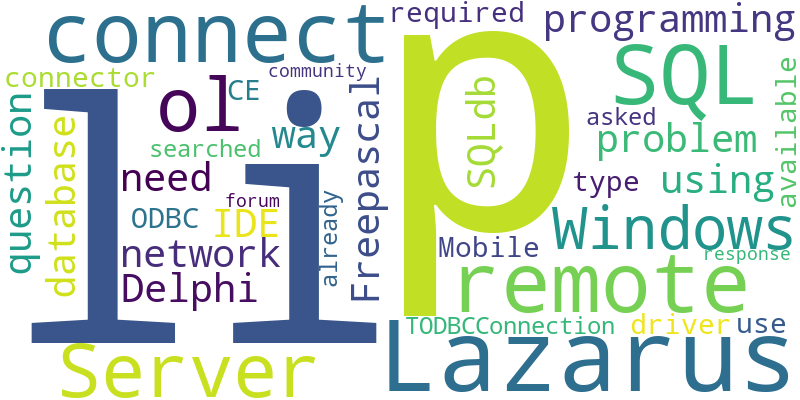 required
programming
connect
connector
community
CE
ol
way
SQL
SQLdb
available
asked
problem
searched
question
database
need
Freepascal
type
using
li
p
forum
already
ODBC
IDE
network
Mobile
Windows
response
Delphi
remote
TODBCConnection
driver
use
Server
Lazarus